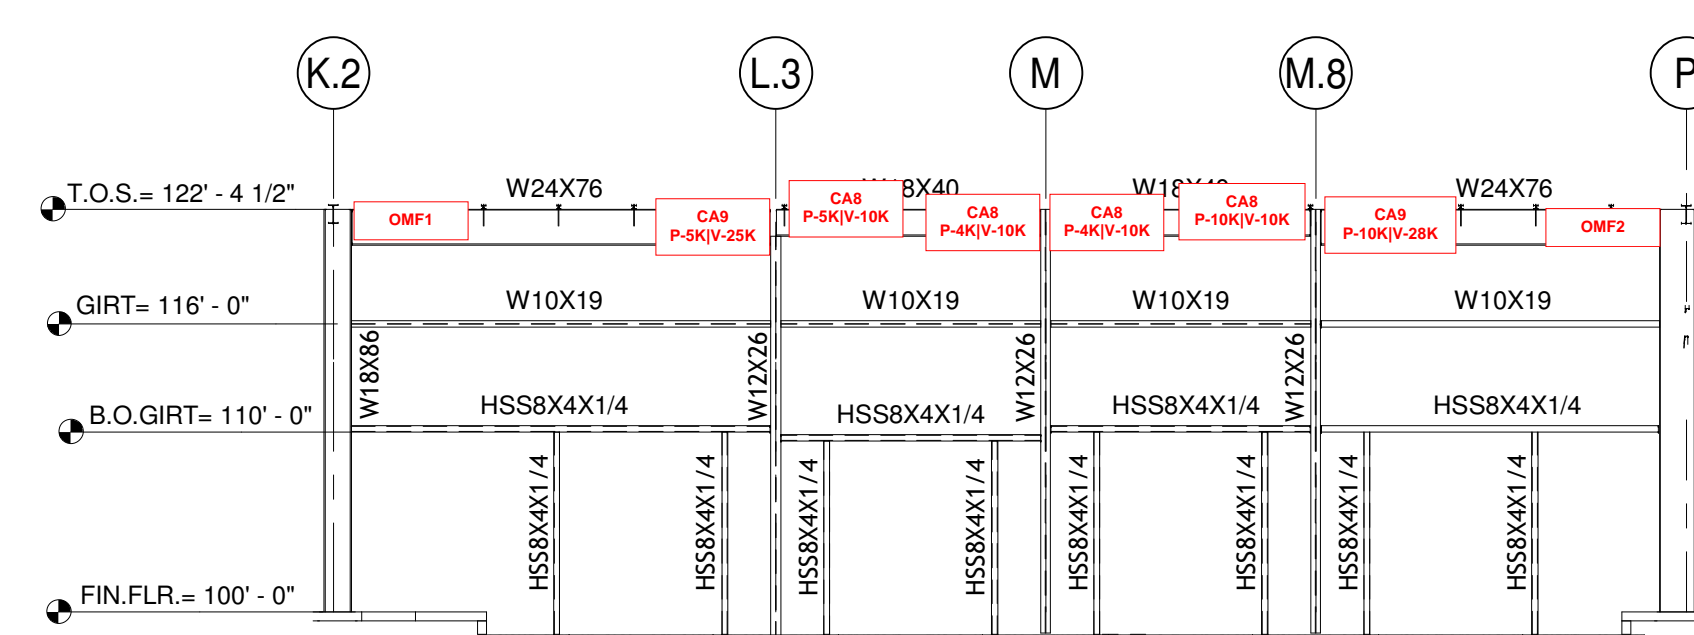 K.2
L.3
M
M.8
P
T.O.S.= 122' - 4 1/2"
W24X76
W24X76
OMF1
CA9
P-5K|V-25K
CA8
P-5K|V-10K
CA8
P-4K|V-10K
CA8
P-4K|V-10K
CA8
P-10K|V-10K
CA9
P-10K|V-28K
OMF2
GIRT= 116' - 0"
W10X19
W10X19
W10X19
W10X19
W18X86
W12X26
W12X26
W12X26
B.O.GIRT= 110' - 0"
HSS8X4X1/4
HSS8X4X1/4
HSS8X4X1/4
HSS8X4X1/4
HSS8X4X1/4
HSS8X4X1/4
HSS8X4X1/4
HSS8X4X1/4
HSS8X4X1/4
HSS8X4X1/4
HSS8X4X1/4
HSS8X4X1/4
FIN.FLR.= 100' - 0"